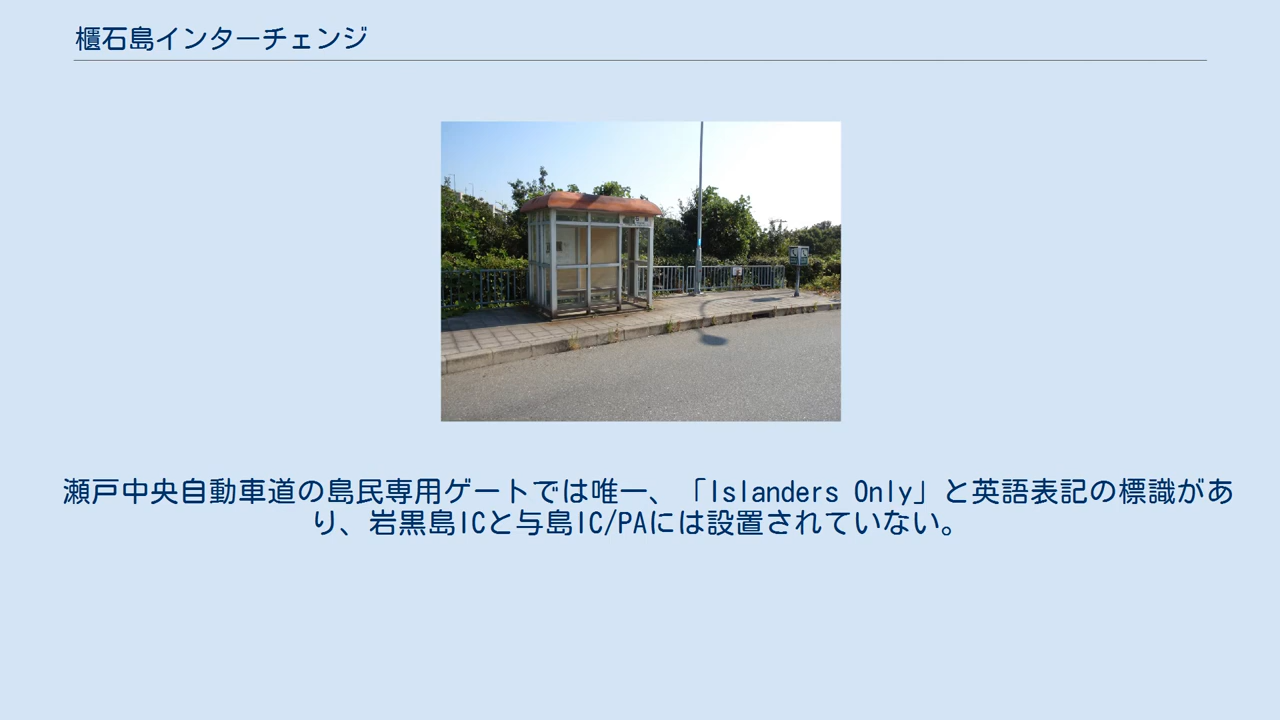 櫃石島インターチェンジ
瀬戸中央自動車道の島民専用ゲートでは唯一、「Islanders Only」と英語表記の標識があ
り、岩黒島ICと与島IC/PAには設置されていない。